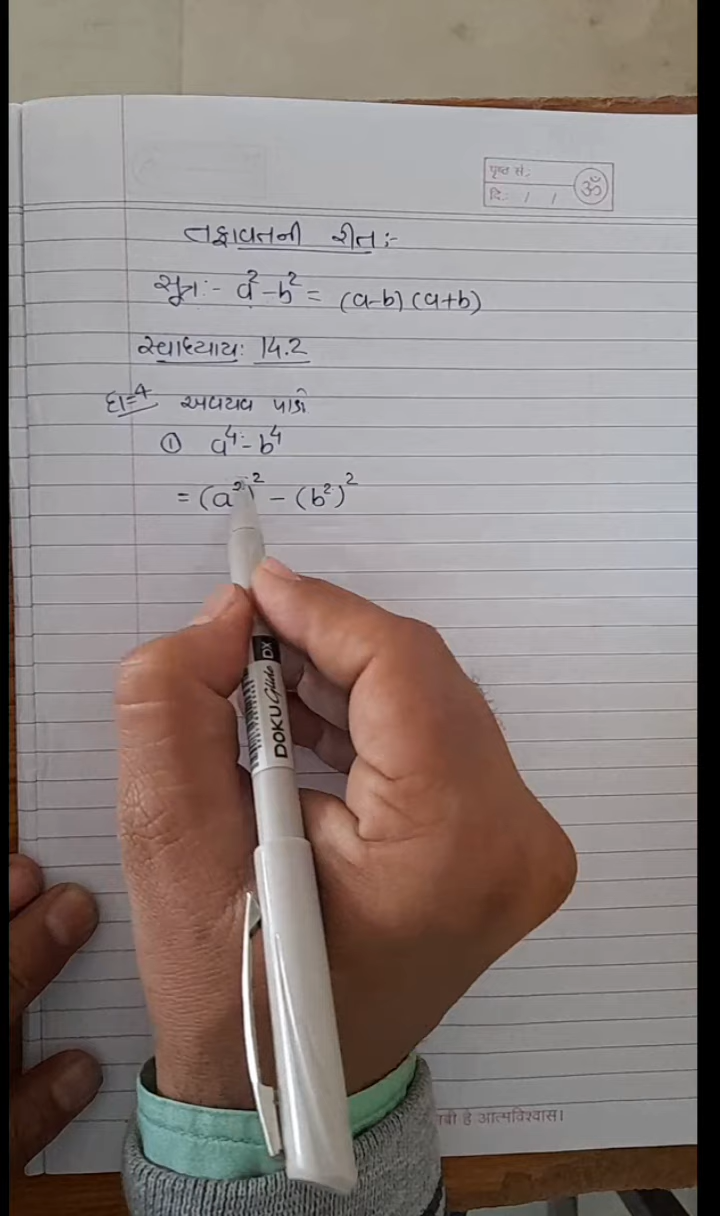 पृष्ठ सं.:
दि.: / /
ॐ
તફાવતની રીત :-
સૂત્ર :- a² - b² = (a-b) (a+b)
સ્વાધ્યાય: 14.2
દા=4 અવયવ પાડો
① a⁴ - b⁴
= (a²)² - (b²)²
DOKU Glide DX
है आत्मविश्वास।